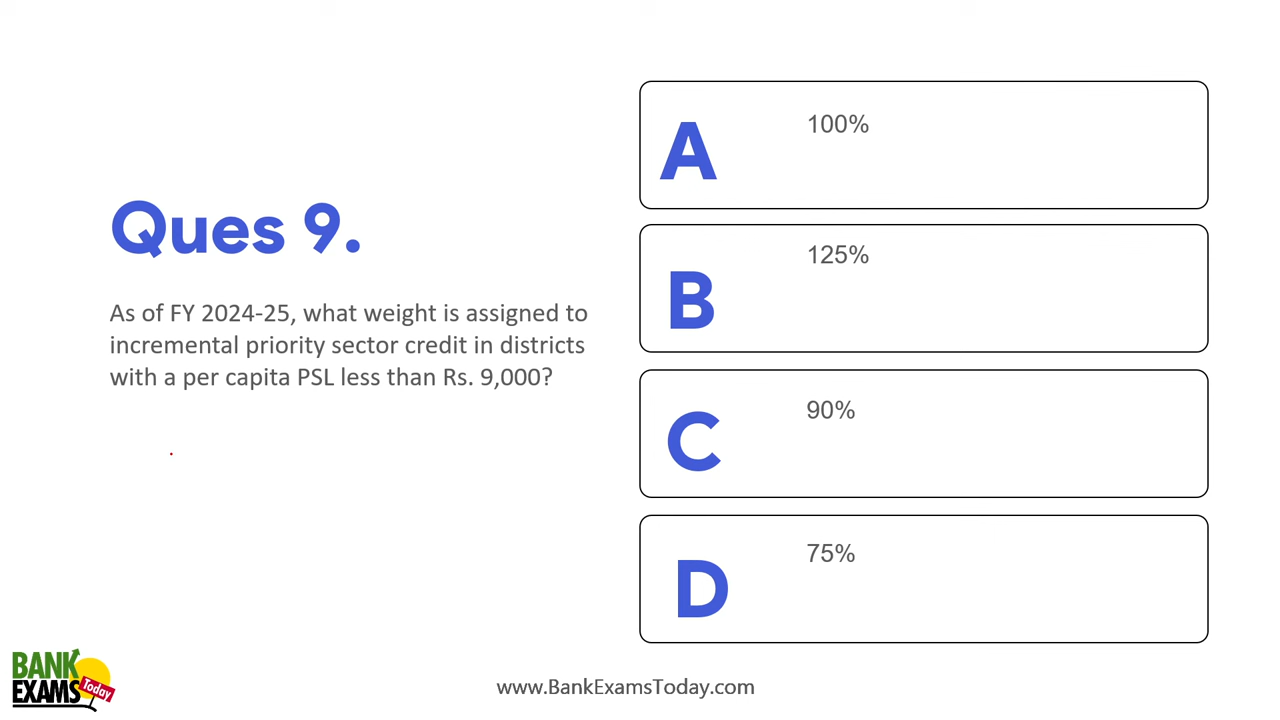 Ques 9.
As of FY 2024-25, what weight is assigned to
incremental priority sector credit in districts
with a per capita PSL less than Rs. 9,000?
A 100%
B 125%
C 90%
D 75%
BANK
EXAMS Today
www.BankExamsToday.com